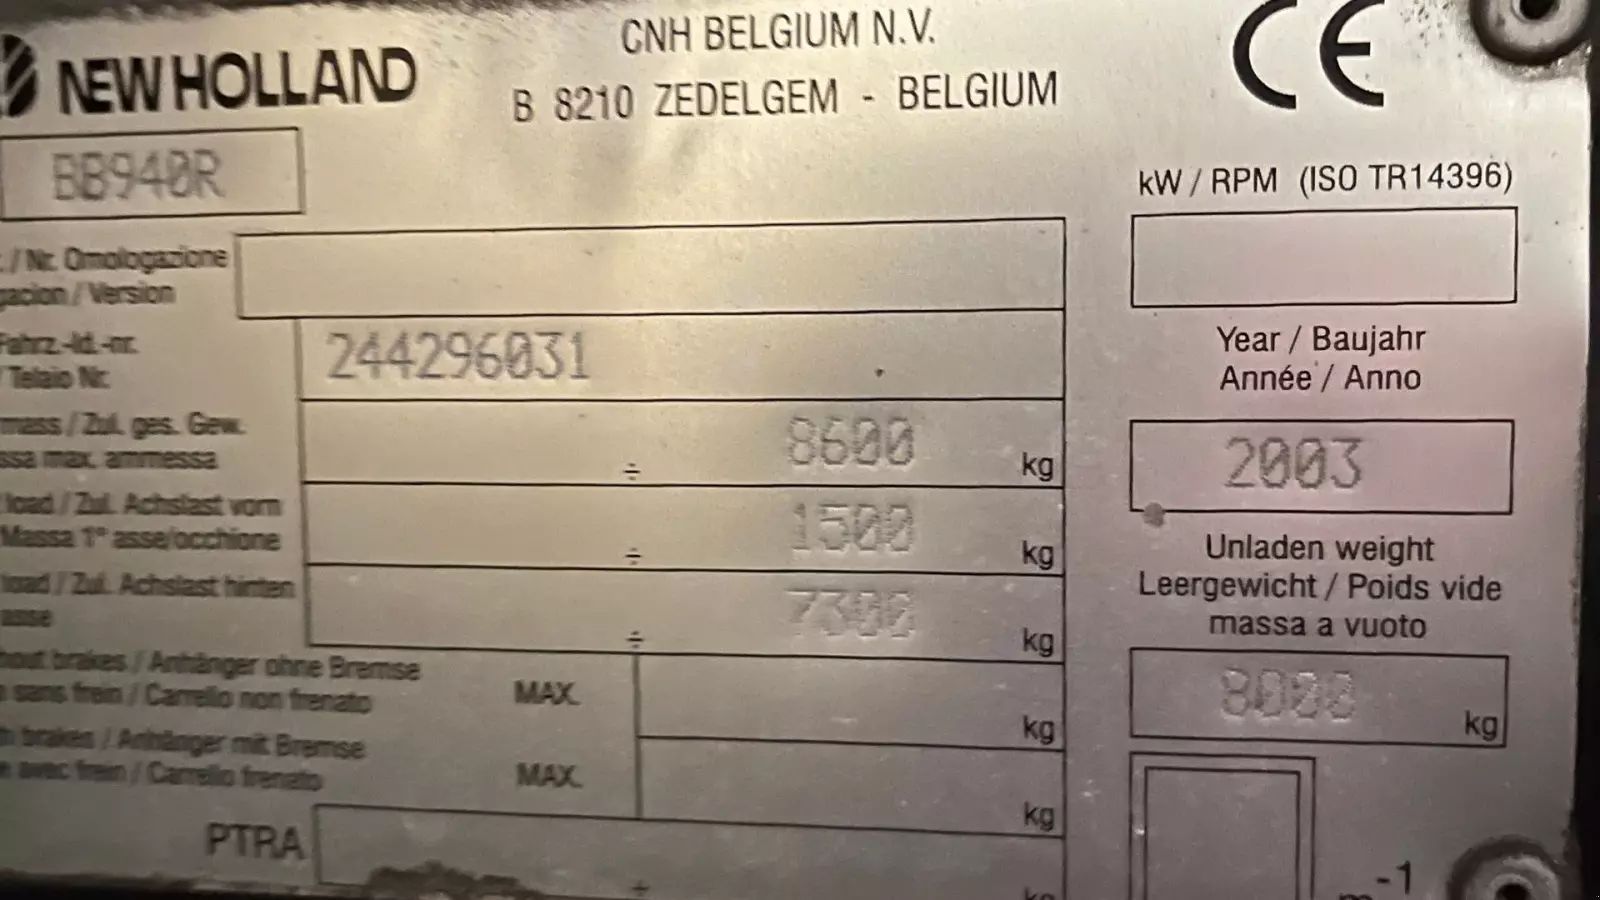 NEW HOLLAND
CNH BELGIUM N.V.
B 8210 ZEDELGEM - BELGIUM
CE
BB940R
kW / RPM (ISO TR14396)
/ Nr. Omologazione
/ Version
Fahrz.-Id.-nr.
Telaio Nr.
244296031
Year / Baujahr
Année / Anno
2003
mass / Zul. ges. Gew.
max. ammessa
÷ 8600 kg
load / Zul. Achslast vorn
Massa 1° asse/occhione
÷ 1500 kg
load / Zul. Achslast hinten
asse
÷ 7300 kg
Unladen weight
Leergewicht / Poids vide
massa a vuoto
8000 kg
brakes / Anhänger ohne Bremse
sans frein / Carrello non frenato
MAX. kg
brakes / Anhänger mit Bremse
avec frein / Carrello frenato
MAX. kg
PTRA
÷ kg
-1